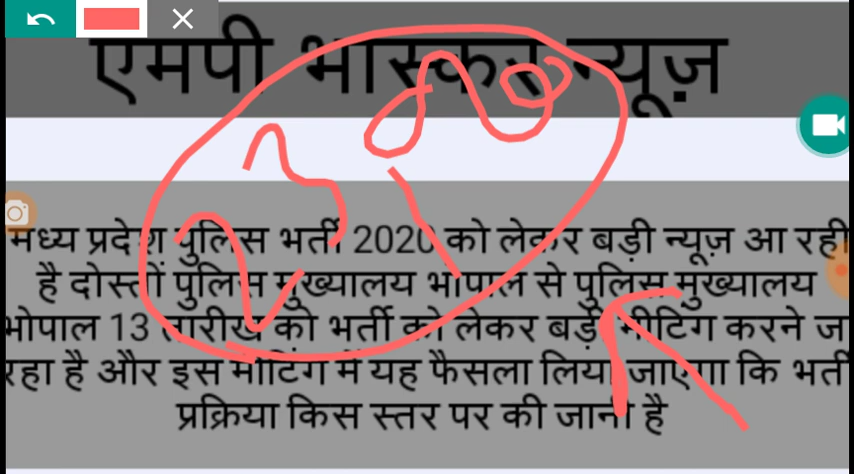 एमपी भास्कर न्यूज़
मध्य प्रदेश पुलिस भर्ती 2020 को लेकर बड़ी न्यूज़ आ रही
है दोस्तों पुलिस मुख्यालय भोपाल से पुलिस मुख्यालय
भोपाल 13 तारीख को भर्ती को लेकर बड़ी मीटिंग करने जा
रहा है और इस मीटिंग में यह फैसला लिया जाएगा कि भर्ती
प्रक्रिया किस स्तर पर की जानी है